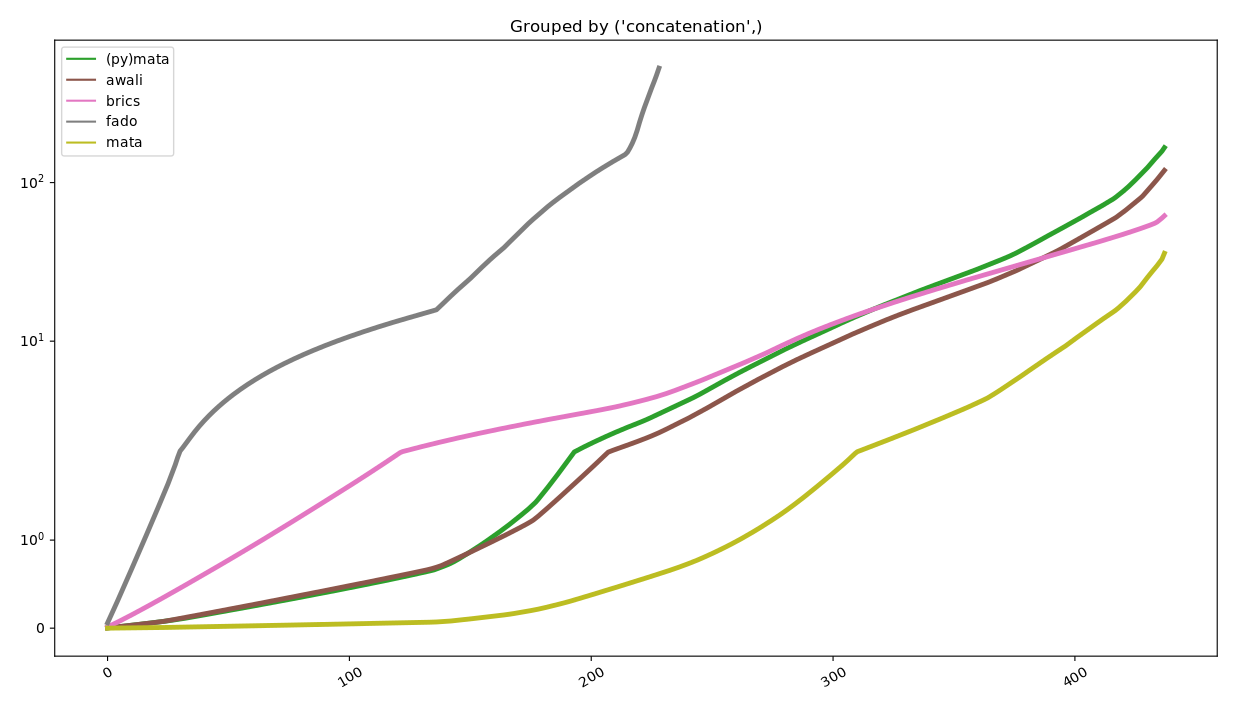 Grouped by ('concatenation',)
(py)mata
awali
brics
fado
mata
10²
10¹
10⁰
0
0
100
200
300
400